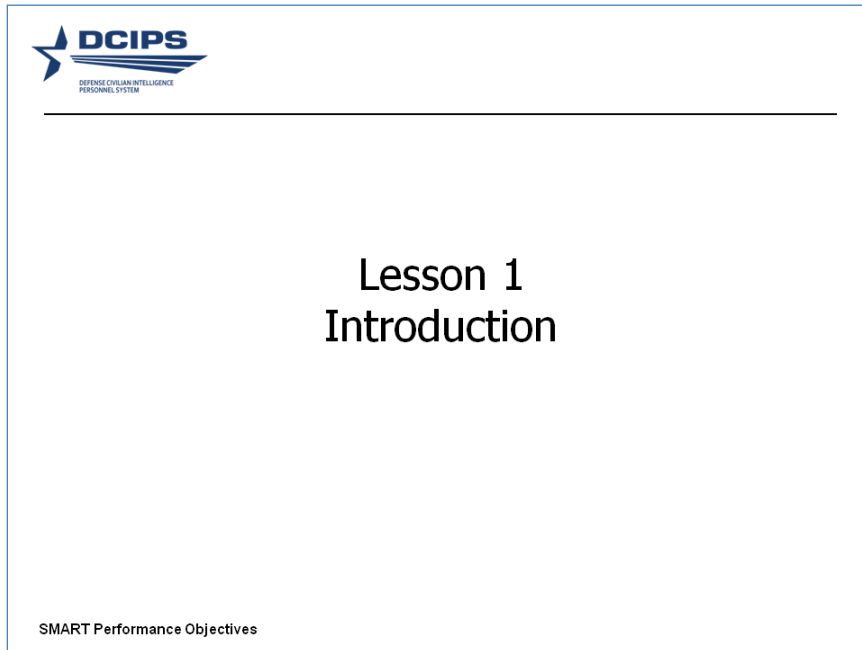 DCIPS
DEFENSE CIVILIAN INTELLIGENCE
PERSONNEL SYSTEM
Lesson 1
Introduction
SMART Performance Objectives